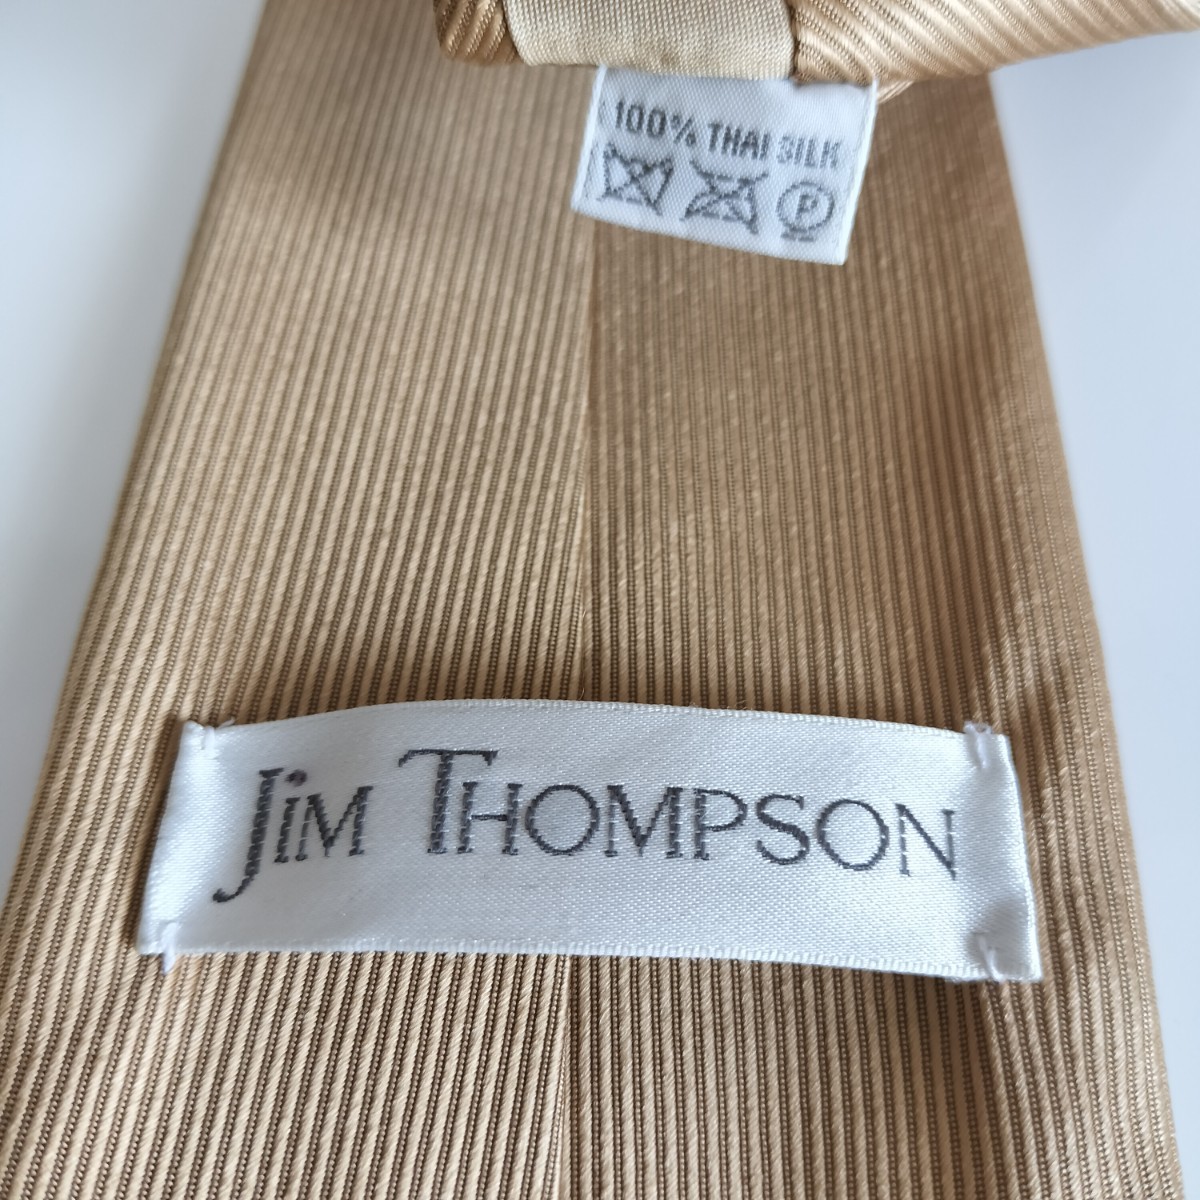 100% THAI SILK
P
JIM THOMPSON